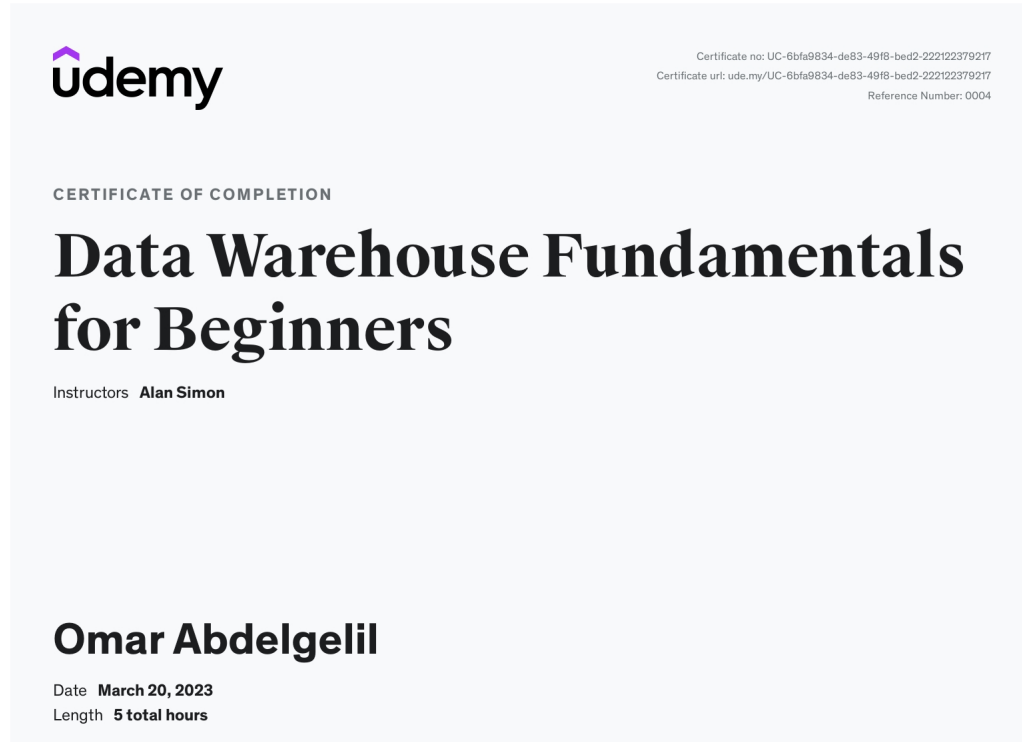 udemy
Certificate no: UC-6bfa9834-de83-49f8-bed2-222122379217
Certificate url: ude.my/UC-6bfa9834-de83-49f8-bed2-222122379217
Reference Number: 0004
CERTIFICATE OF COMPLETION
Data Warehouse Fundamentals
for Beginners
Instructors Alan Simon
Omar Abdelgelil
Date March 20, 2023
Length 5 total hours